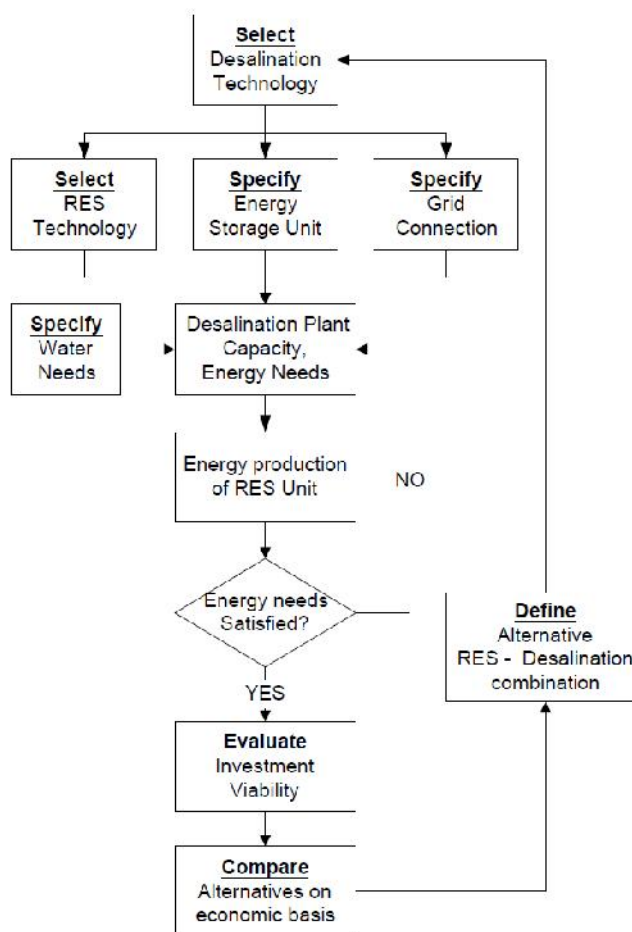 Select
Desalination
Technology
Select
RES
Technology
Specify
Energy
Storage Unit
Specify
Grid
Connection
Specify
Water
Needs
Desalination Plant
Capacity,
Energy Needs
Energy production
of RES Unit
NO
Energy needs
Satisfied?
Define
Alternative
RES - Desalination
combination
YES
Evaluate
Investment
Viability
Compare
Alternatives on
economic basis